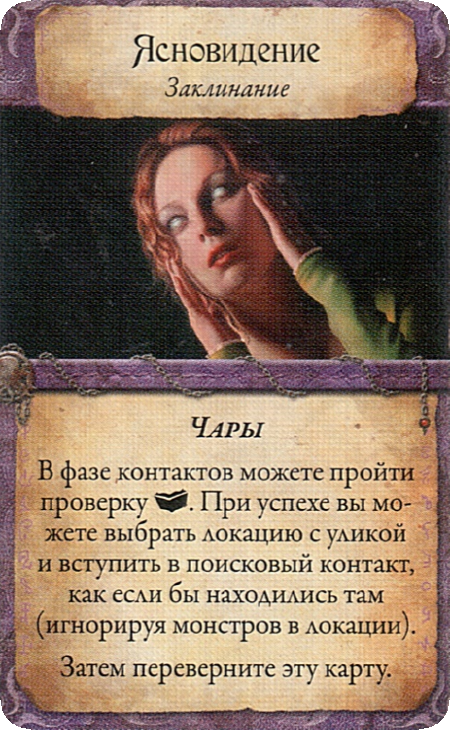 Ясновидение
Заклинание
Чары
В фазе контактов можете пройти
проверку . При успехе вы мо-
жете выбрать локацию с уликой
и вступить в поисковый контакт,
как если бы находились там
(игнорируя монстров в локации).
Затем переверните эту карту.